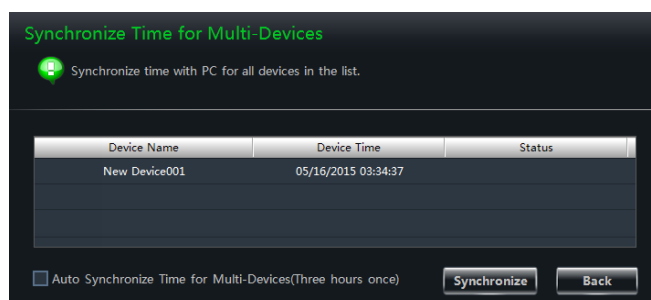 Synchronize Time for Multi-Devices
Synchronize time with PC for all devices in the list.
Device Name Device Time Status
New Device001 05/16/2015 03:34:37
Auto Synchronize Time for Multi-Devices(Three hours once) Synchronize Back